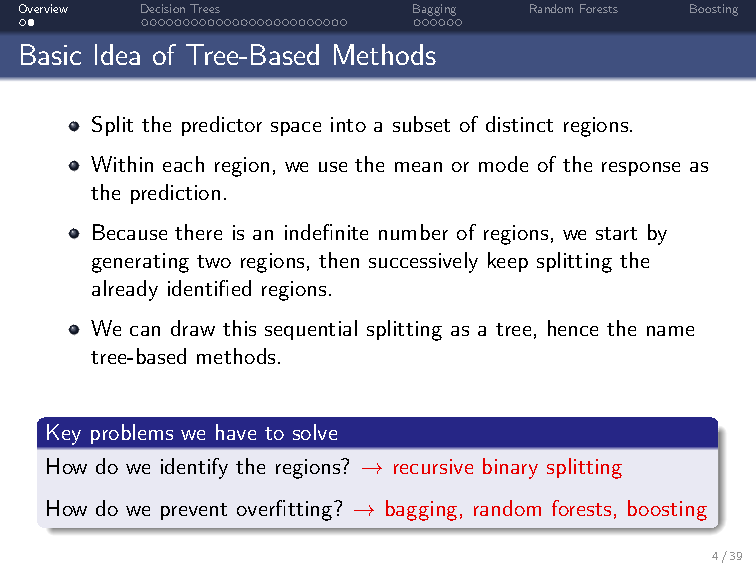 Overview Decision Trees Bagging Random Forests Boosting
Basic Idea of Tree-Based Methods
Split the predictor space into a subset of distinct regions.
Within each region, we use the mean or mode of the response as
the prediction.
Because there is an indefinite number of regions, we start by
generating two regions, then successively keep splitting the
already identified regions.
We can draw this sequential splitting as a tree, hence the name
tree-based methods.
Key problems we have to solve
How do we identify the regions? → recursive binary splitting
How do we prevent overfitting? → bagging, random forests, boosting
4 / 39